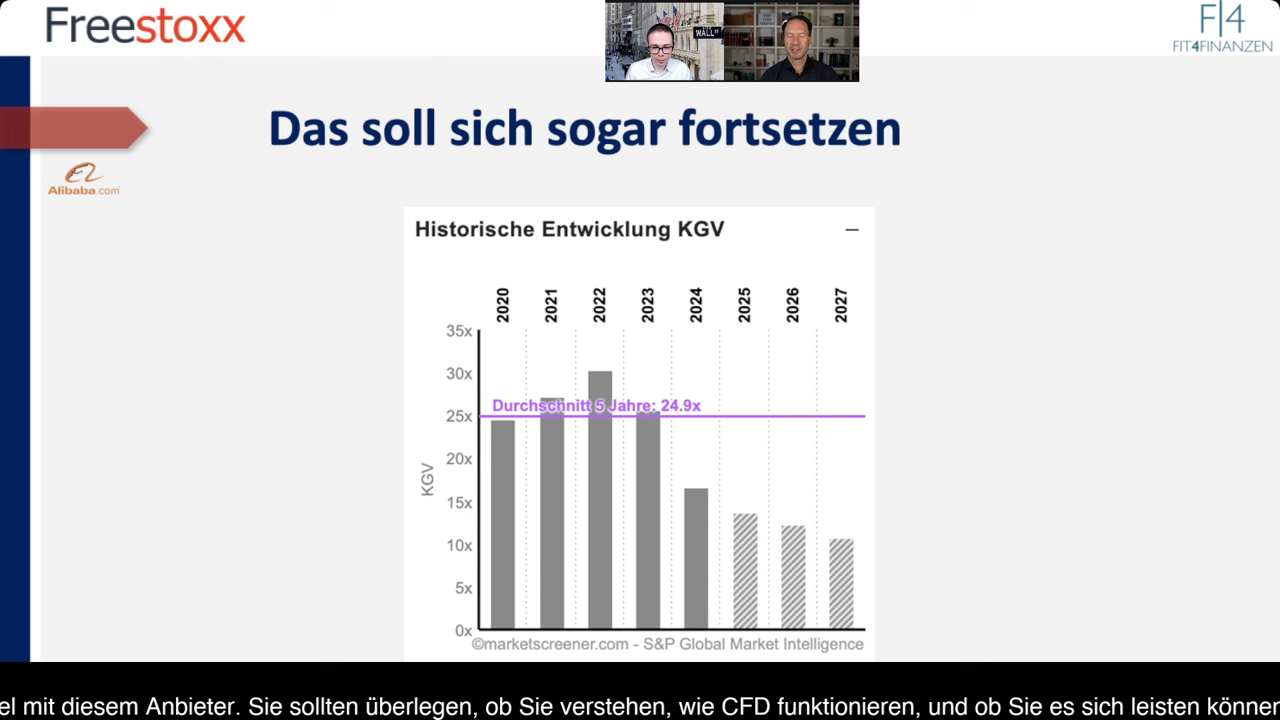 Freestoxx
WALL ST
F|4
FIT4FINANZEN
Das soll sich sogar fortsetzen
Alibaba.com
Historische Entwicklung KGV
–
2020 2021 2022 2023 2024 2025 2026 2027
35x
30x
Durchschnitt 5 Jahre: 24.9x
25x
20x
KGV
15x
10x
5x
0x
©marketscreener.com - S&P Global Market Intelligence
el mit diesem Anbieter. Sie sollten überlegen, ob Sie verstehen, wie CFD funktionieren, und ob Sie es sich leisten können